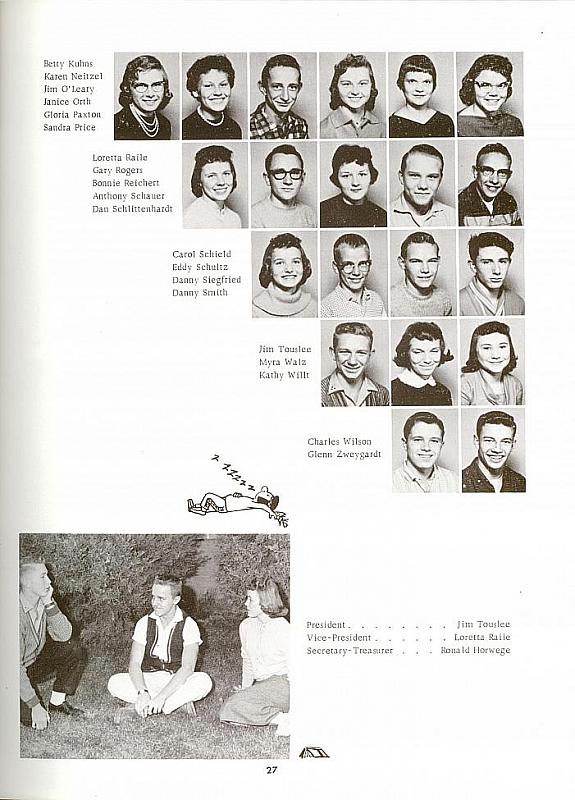 Betty Kuhns
Karen Neitzel
Jim O'Leary
Janice Orth
Gloria Paxton
Sandra Price
Loretta Raile
Gary Rogers
Bonnie Reichert
Anthony Schauer
Dan Schlittenhardt
Carol Schield
Eddy Schultz
Danny Siegfried
Danny Smith
Jim Touslee
Myra Walz
Kathy Willt
Charles Wilson
Glenn Zweygardt
z zzzzz
President . . . . . . . . Jim Touslee
Vice-President . . . . . . Loretta Raile
Secretary-Treasurer . . . Ronald Horwege
27